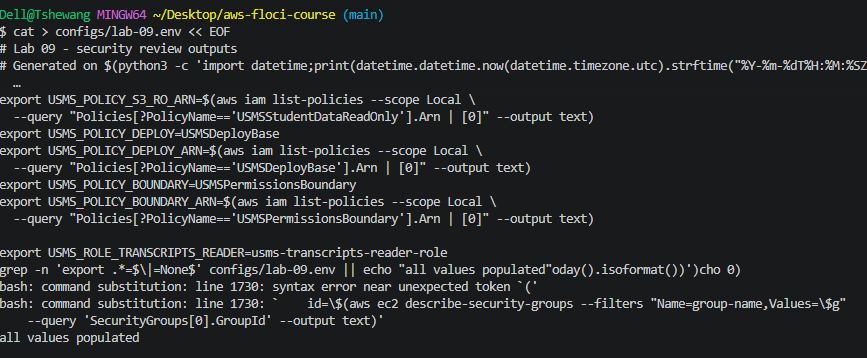 Dell@Tshewang MINGW64 ~/Desktop/aws-floci-course (main)
$ cat > configs/lab-09.env << EOF
# Lab 09 - security review outputs
# Generated on $(python3 -c 'import datetime;print(datetime.datetime.now(datetime.timezone.utc).strftime("%Y-%m-%dT%H:%M:%SZ
…
export USMS_POLICY_S3_RO_ARN=$(aws iam list-policies --scope Local \
  --query "Policies[?PolicyName=='USMSStudentDataReadOnly'].Arn | [0]" --output text)
export USMS_POLICY_DEPLOY=USMSDeployBase
export USMS_POLICY_DEPLOY_ARN=$(aws iam list-policies --scope Local \
  --query "Policies[?PolicyName=='USMSDeployBase'].Arn | [0]" --output text)
export USMS_POLICY_BOUNDARY=USMSPermissionsBoundary
export USMS_POLICY_BOUNDARY_ARN=$(aws iam list-policies --scope Local \
  --query "Policies[?PolicyName=='USMSPermissionsBoundary'].Arn | [0]" --output text)
export USMS_ROLE_TRANSCRIPTS_READER=usms-transcripts-reader-role
grep -n 'export .*=$\|=None$' configs/lab-09.env || echo "all values populated"oday().isoformat())')cho 0)
bash: command substitution: line 1730: syntax error near unexpected token `('
bash: command substitution: line 1730: `    id=\$(aws ec2 describe-security-groups --filters "Name=group-name,Values=\$g"
    --query 'SecurityGroups[0].GroupId' --output text)'
all values populated